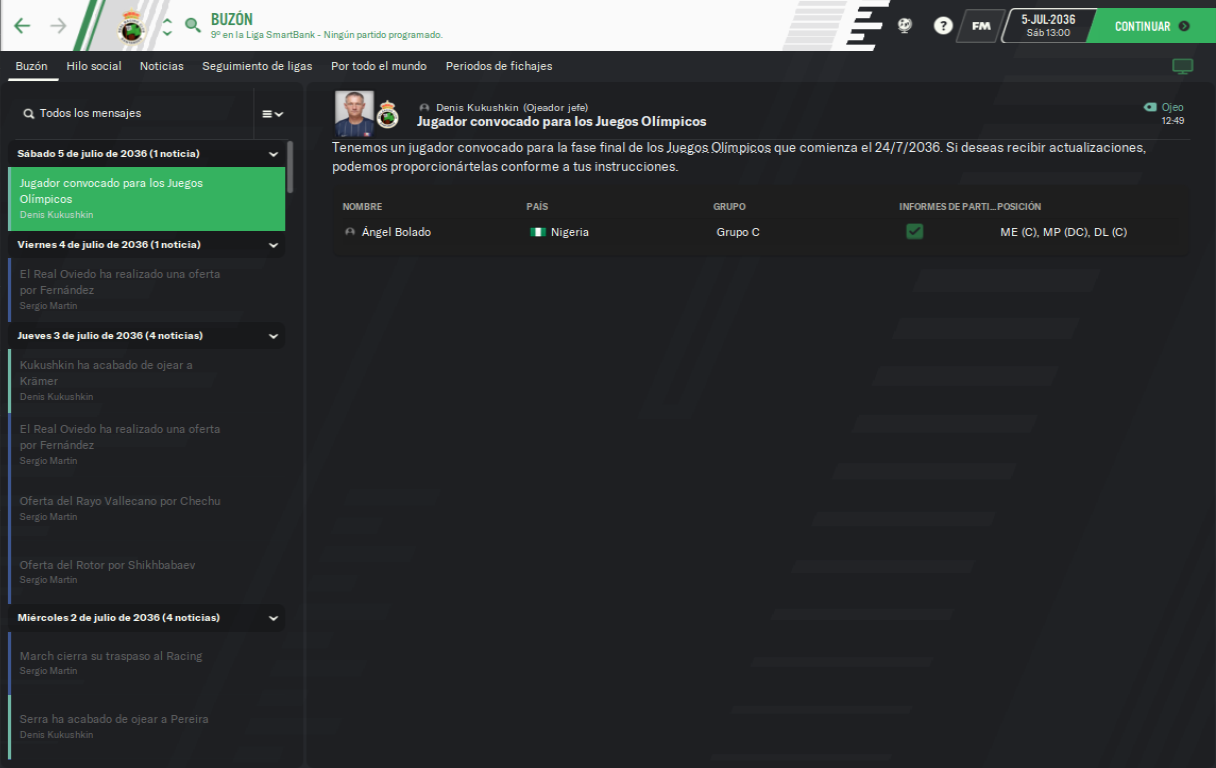 BUZÓN
9º en la Liga SmartBank - Ningún partido programado.
?
FM
5-JUL-2036
Sáb 13:00
CONTINUAR
Buzón Hilo social Noticias Seguimiento de ligas Por todo el mundo Periodos de fichajes
Todos los mensajes
Sábado 5 de julio de 2036 (1 noticia)
Jugador convocado para los Juegos
Olímpicos
Denis Kukushkin
Viernes 4 de julio de 2036 (1 noticia)
El Real Oviedo ha realizado una oferta
por Fernández
Sergio Martín
Jueves 3 de julio de 2036 (4 noticias)
Kukushkin ha acabado de ojear a
Krämer
Denis Kukushkin
El Real Oviedo ha realizado una oferta
por Fernández
Sergio Martín
Oferta del Rayo Vallecano por Chechu
Sergio Martín
Oferta del Rotor por Shikhbabaev
Sergio Martín
Miércoles 2 de julio de 2036 (4 noticias)
March cierra su traspaso al Racing
Sergio Martín
Serra ha acabado de ojear a Pereira
Denis Kukushkin
Denis Kukushkin (Ojeador jefe)
Jugador convocado para los Juegos Olímpicos
Ojeo
12:49
Tenemos un jugador convocado para la fase final de los Juegos Olímpicos que comienza el 24/7/2036. Si deseas recibir actualizaciones,
podemos proporcionártelas conforme a tus instrucciones.
NOMBRE PAÍS GRUPO INFORMES DE PARTI... POSICIÓN
Ángel Bolado Nigeria Grupo C ME (C), MP (DC), DL (C)